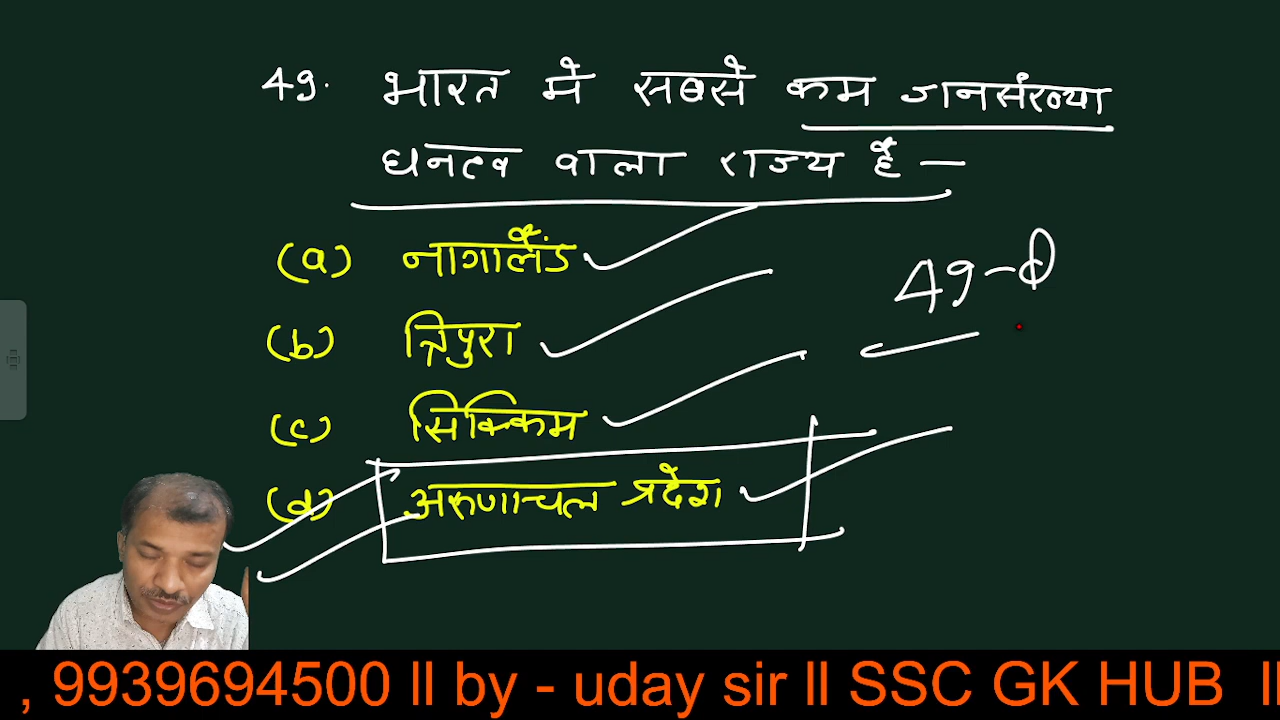 49. भारत में सबसे कम जनसंख्या
घनत्व वाला राज्य है —
(a) नागालैंड
49-d
(b) त्रिपुरा
(c) सिक्किम
(d) अरुणाचल प्रदेश
, 9939694500 ll by - uday sir ll SSC GK HUB ll